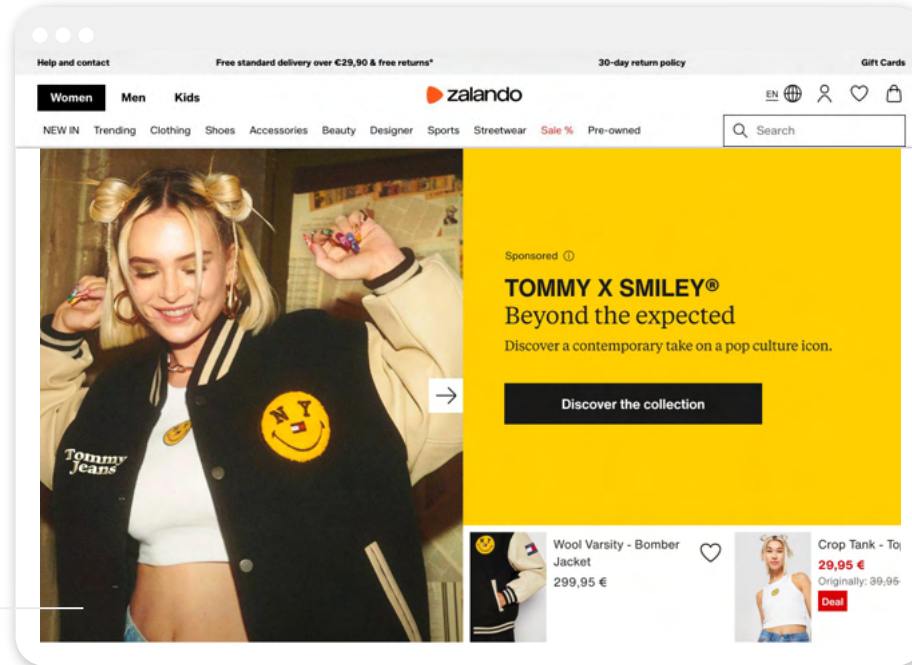 Help and contact
Free standard delivery over €29,90 & free returns*
30-day return policy
Gift Cards
Women
Men
Kids
zalando
EN
NEW IN
Trending
Clothing
Shoes
Accessories
Beauty
Designer
Sports
Streetwear
Sale %
Pre-owned
Search
Sponsored
TOMMY X SMILEY®
Beyond the expected
Discover a contemporary take on a pop culture icon.
Discover the collection
N Y
Tommy
Jeans
Wool Varsity - Bomber
Jacket
299,95 €
Crop Tank -
29,95 €
Originally: 39,95
Deal